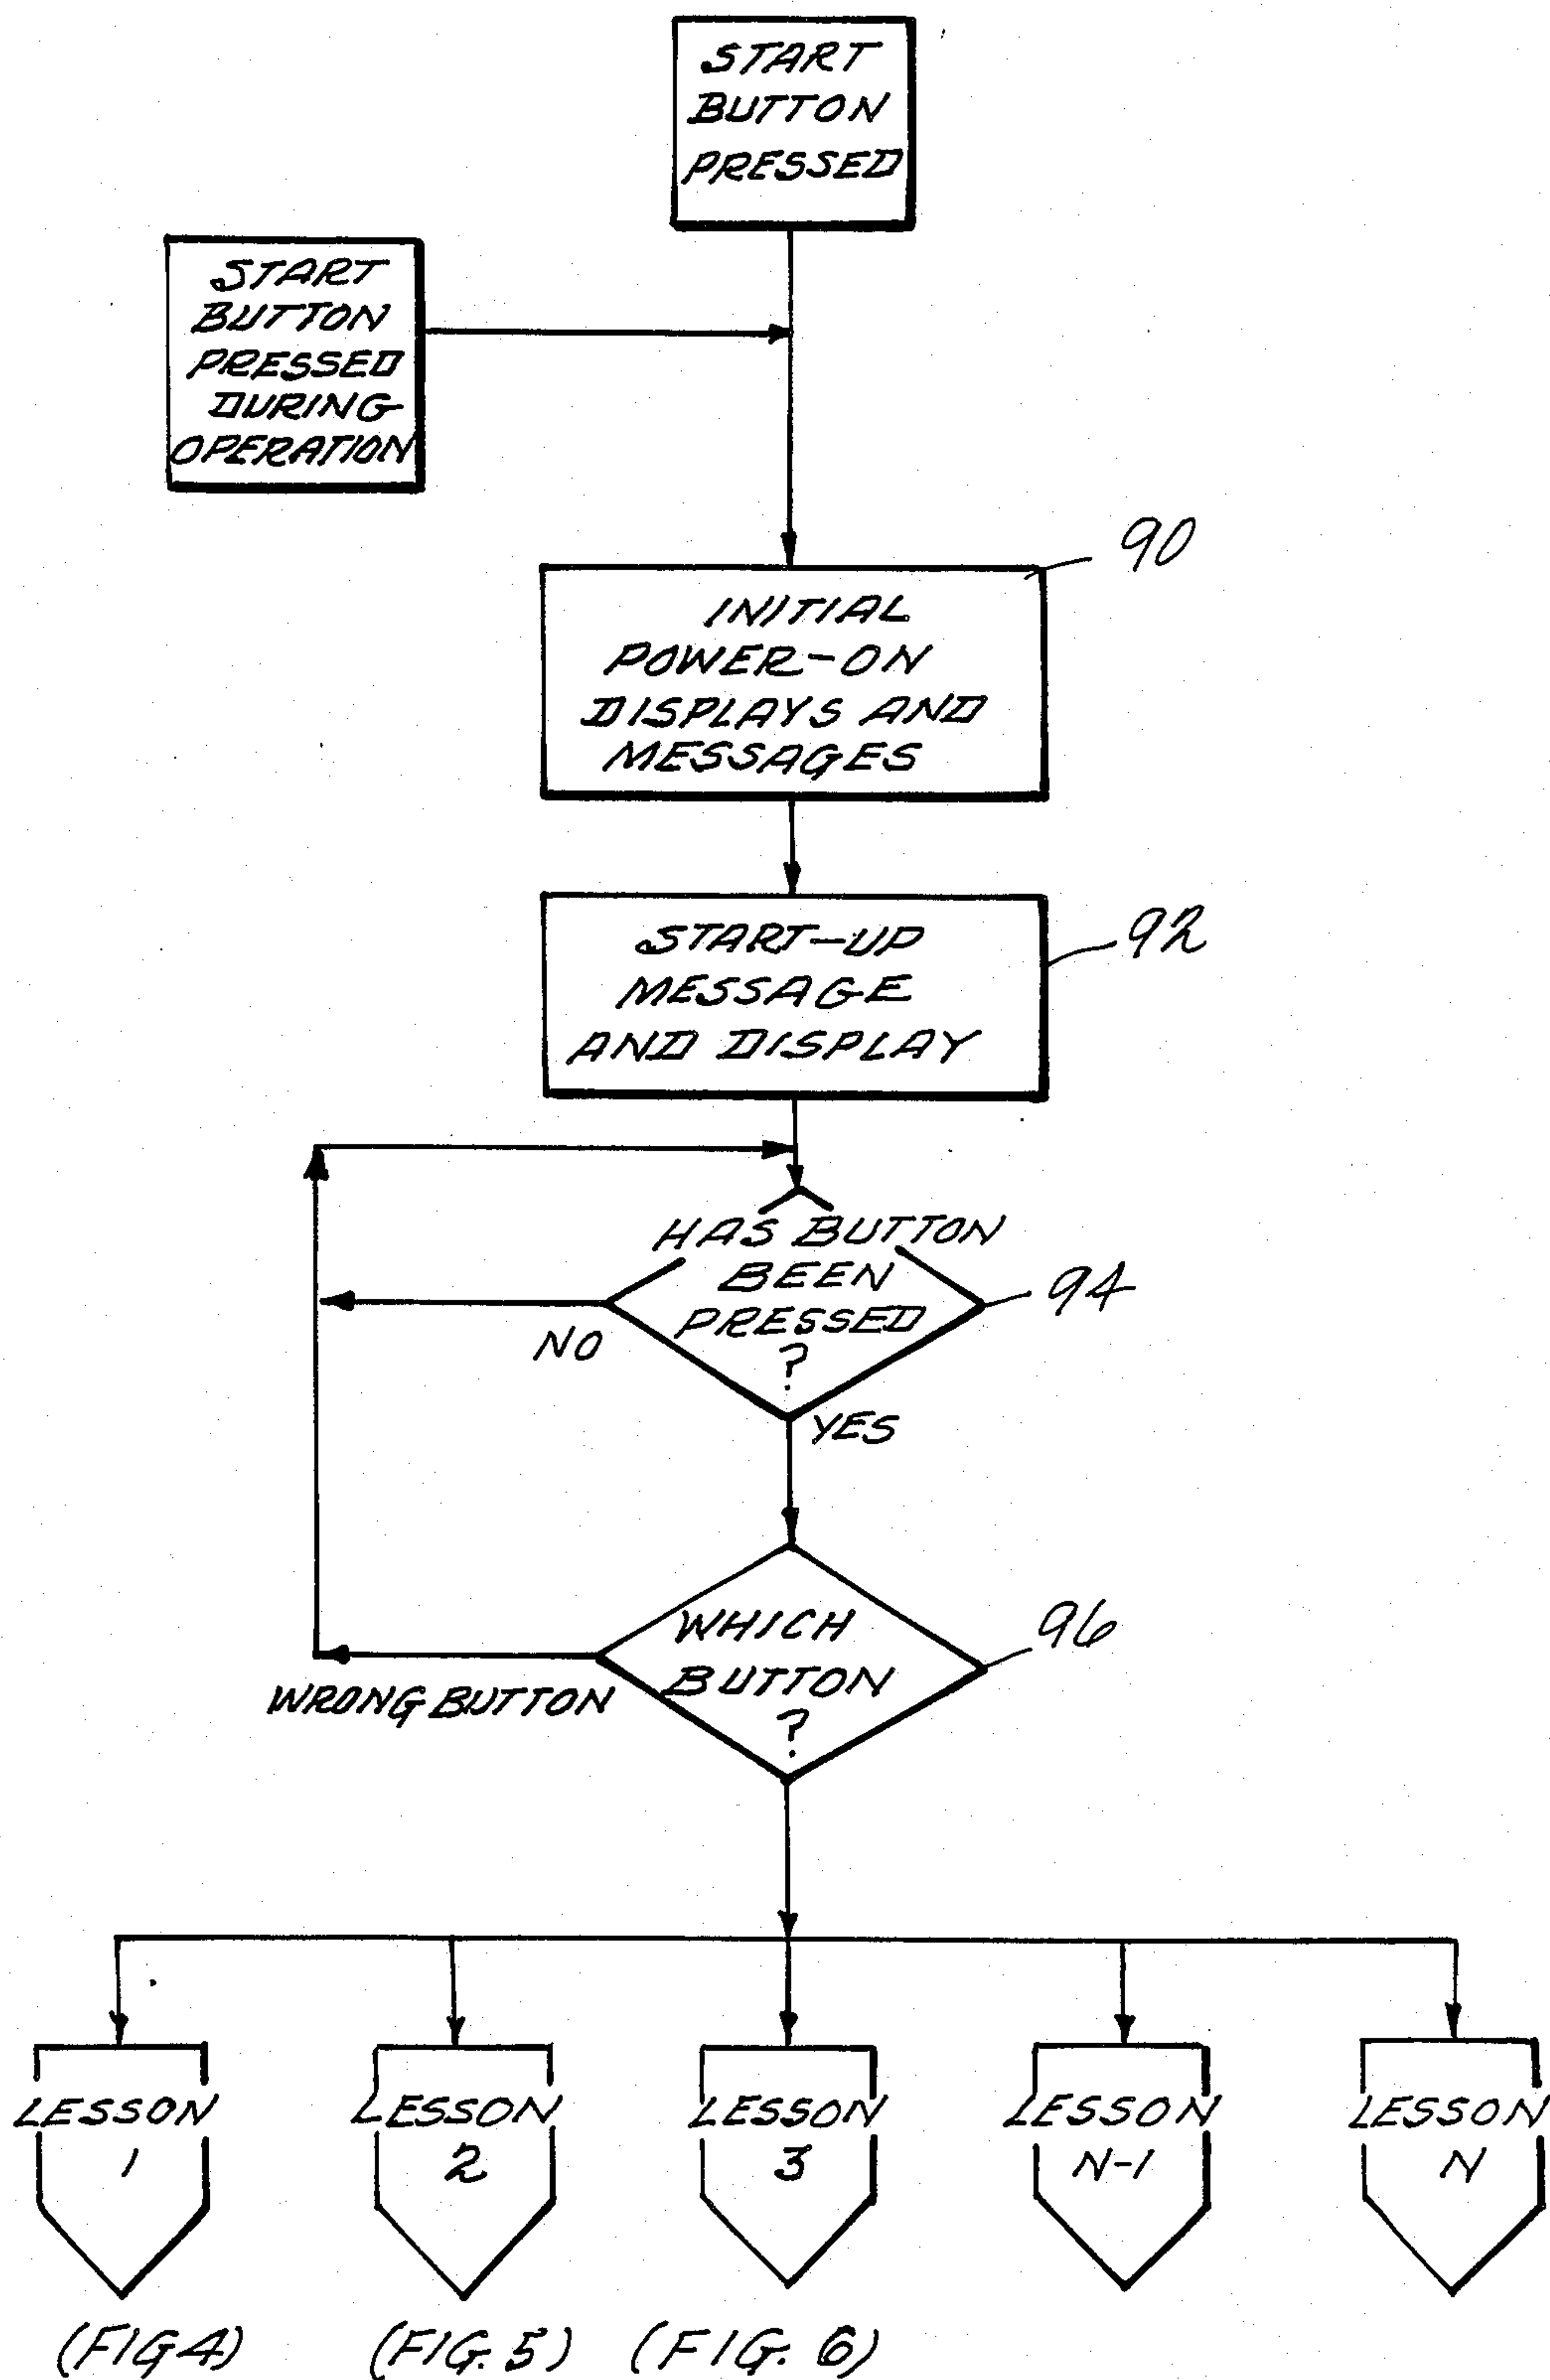 START
BUTTON
PRESSED
START
BUTTON
PRESSED
DURING
OPERATION
90
INITIAL
POWER-ON
DISPLAYS AND
MESSAGES
92
START-UP
MESSAGE
AND DISPLAY
HAS BUTTON
BEEN
PRESSED
?
94
NO
YES
WHICH
BUTTON
?
96
WRONG BUTTON
LESSON
1
LESSON
2
LESSON
3
LESSON
N-1
LESSON
N
(FIG4)
(FIG. 5)
(FIG. 6)